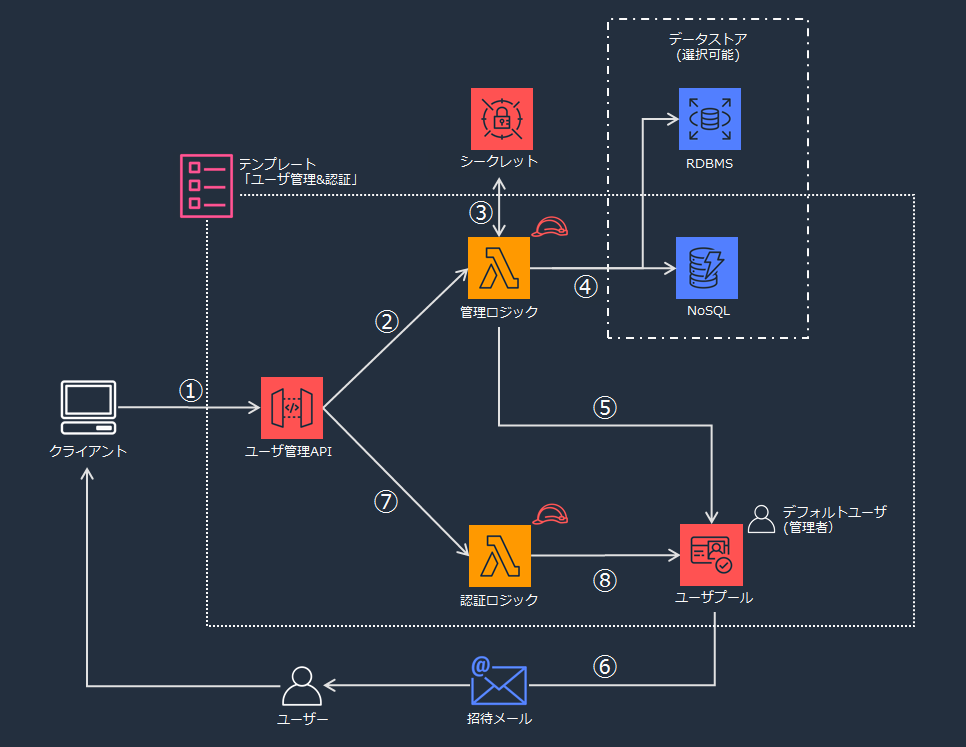 データストア
(選択可能)
RDBMS
シークレット
テンプレート
「ユーザ管理&認証」
③
管理ロジック
④
NoSQL
②
①
クライアント
ユーザ管理API
⑤
⑦
デフォルトユーザ
(管理者)
認証ロジック
⑧
ユーザプール
⑥
@
招待メール
ユーザー